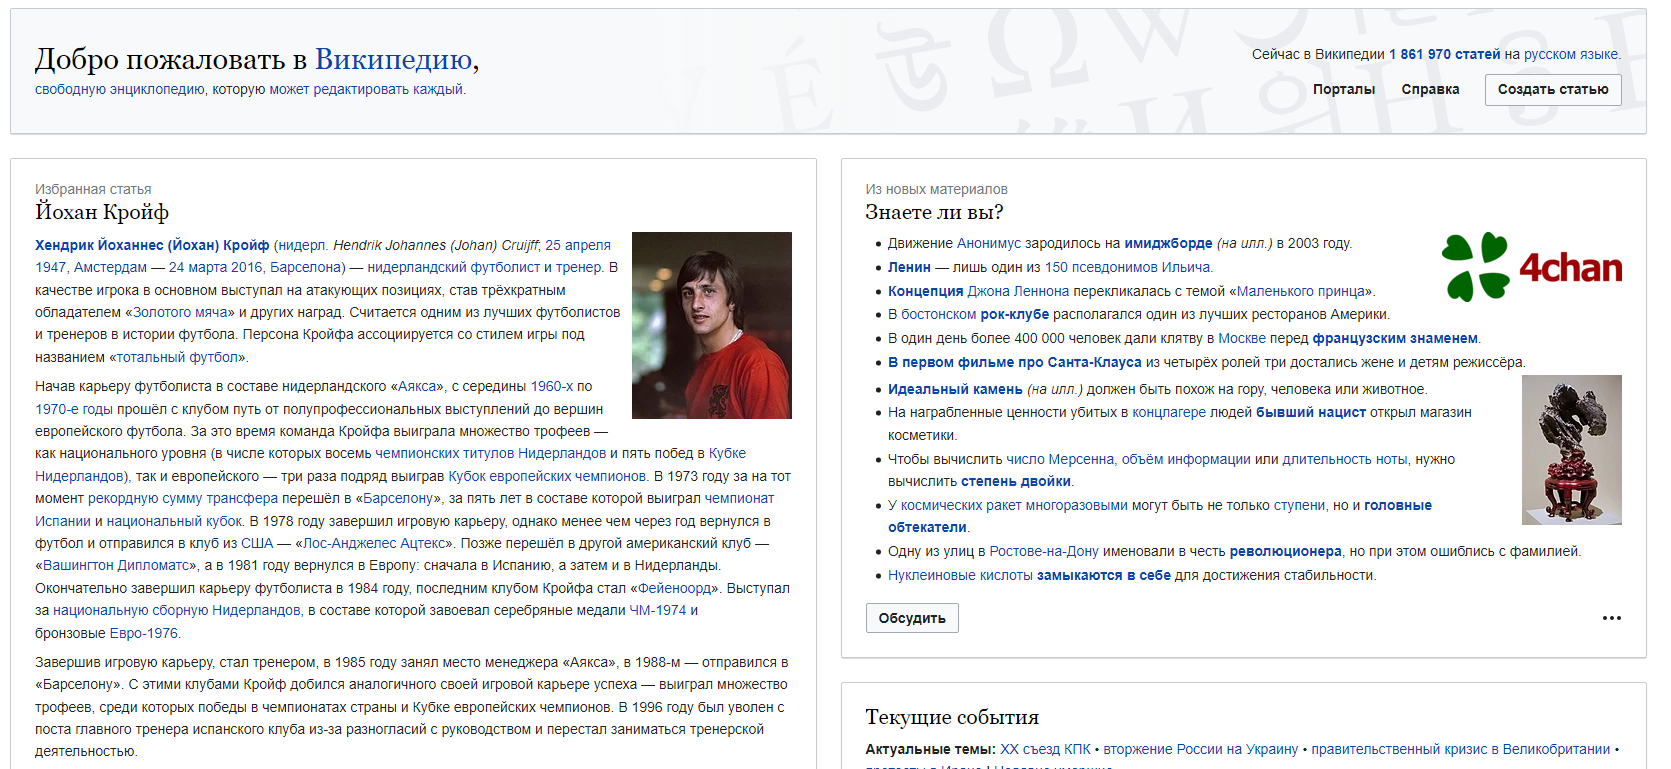 Добро пожаловать в Википедию,
свободную энциклопедию, которую может редактировать каждый.
Сейчас в Википедии 1 861 970 статей на русском языке.
Порталы Справка Создать статью
Избранная статья
Йохан Кройф
Хендрик Йоханнес (Йохан) Кройф (нидерл. Hendrik Johannes (Johan) Cruijff; 25 апреля
1947, Амстердам — 24 марта 2016, Барселона) — нидерландский футболист и тренер. В
качестве игрока в основном выступал на атакующих позициях, став трёхкратным
обладателем «Золотого мяча» и других наград. Считается одним из лучших футболистов
и тренеров в истории футбола. Персона Кройфа ассоциируется со стилем игры под
названием «тотальный футбол».
Начав карьеру футболиста в составе нидерландского «Аякса», с середины 1960-х по
1970-е годы прошёл с клубом путь от полупрофессиональных выступлений до вершин
европейского футбола. За это время команда Кройфа выиграла множество трофеев —
как национального уровня (в числе которых восемь чемпионских титулов Нидерландов и пять побед в Кубке
Нидерландов), так и европейского — три раза подряд выиграв Кубок европейских чемпионов. В 1973 году за на тот
момент рекордную сумму трансфера перешёл в «Барселону», за пять лет в составе которой выиграл чемпионат
Испании и национальный кубок. В 1978 году завершил игровую карьеру, однако менее чем через год вернулся в
футбол и отправился в клуб из США — «Лос-Анджелес Ацтекс». Позже перешёл в другой американский клуб —
«Вашингтон Дипломатс», а в 1981 году вернулся в Европу: сначала в Испанию, а затем и в Нидерланды.
Окончательно завершил карьеру футболиста в 1984 году, последним клубом Кройфа стал «Фейеноорд». Выступал
за национальную сборную Нидерландов, в составе которой завоевал серебряные медали ЧМ-1974 и
бронзовые Евро-1976.
Завершив игровую карьеру, стал тренером, в 1985 году занял место менеджера «Аякса», в 1988-м — отправился в
«Барселону». С этими клубами Кройф добился аналогичного своей игровой карьере успеха — выиграл множество
трофеев, среди которых победы в чемпионатах страны и Кубке европейских чемпионов. В 1996 году был уволен с
поста главного тренера испанского клуба из-за разногласий с руководством и перестал заниматься тренерской
деятельностью.
Из новых материалов
Знаете ли вы?
4chan
• Движение Анонимус зародилось на имиджборде (на илл.) в 2003 году.
• Ленин — лишь один из 150 псевдонимов Ильича.
• Концепция Джона Леннона перекликалась с темой «Маленького принца».
• В бостонском рок-клубе располагался один из лучших ресторанов Америки.
• В один день более 400 000 человек дали клятву в Москве перед французским знаменем.
• В первом фильме про Санта-Клауса из четырёх ролей три достались жене и детям режиссёра.
• Идеальный камень (на илл.) должен быть похож на гору, человека или животное.
• На награбленные ценности убитых в концлагере людей бывший нацист открыл магазин
косметики.
• Чтобы вычислить число Мерсенна, объём информации или длительность ноты, нужно
вычислить степень двойки.
• У космических ракет многоразовыми могут быть не только ступени, но и головные
обтекатели.
• Одну из улиц в Ростове-на-Дону именовали в честь революционера, но при этом ошиблись с фамилией.
• Нуклеиновые кислоты замыкаются в себе для достижения стабильности.
Обсудить
Текущие события
Актуальные темы: XX съезд КПК • вторжение России на Украину • правительственный кризис в Великобритании •